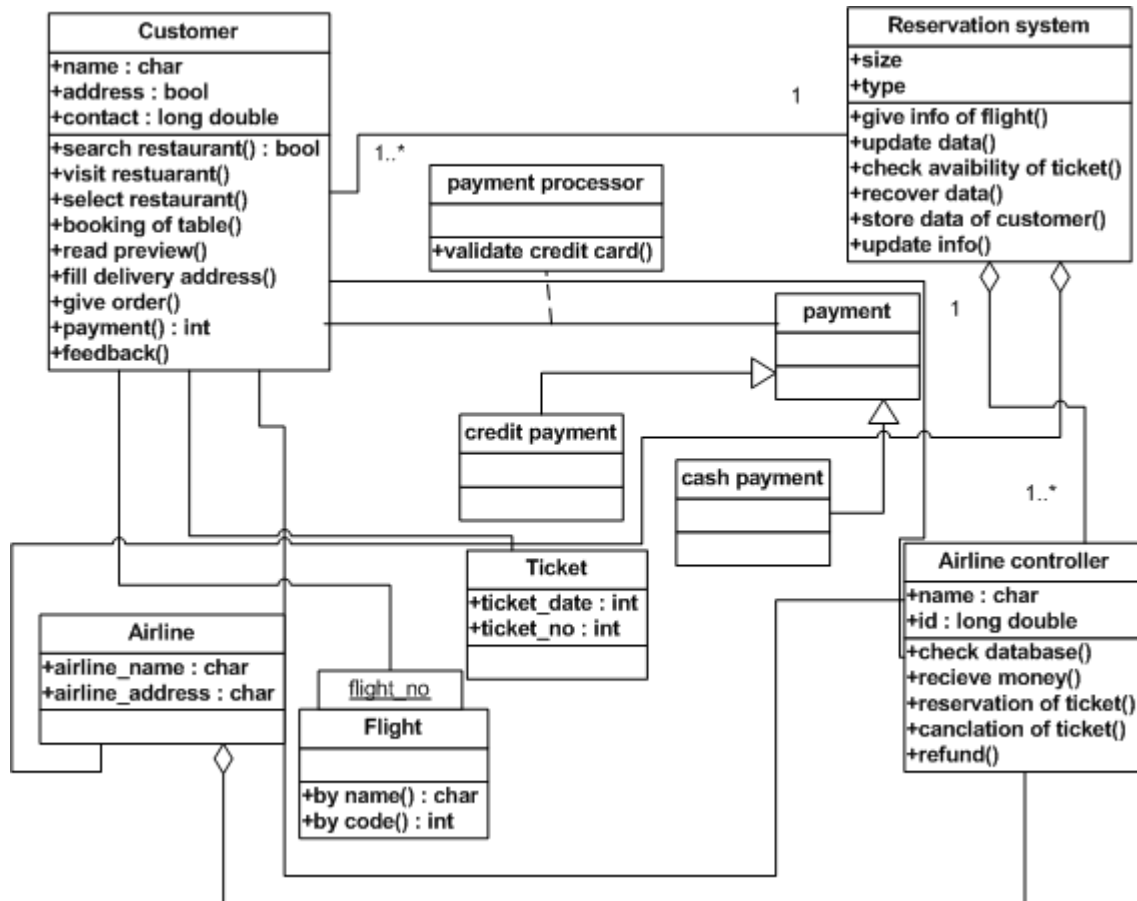 Customer
+name : char
+address : bool
+contact : long double
+search restaurant() : bool
+visit restuarant()
+select restaurant()
+booking of table()
+read preview()
+fill delivery address()
+give order()
+payment() : int
+feedback()
Reservation system
+size
+type
+give info of flight()
+update data()
+check avaibility of ticket()
+recover data()
+store data of customer()
+update info()
1
1..*
payment processor
+validate credit card()
payment
1
credit payment
cash payment
1..*
Ticket
+ticket_date : int
+ticket_no : int
Airline controller
+name : char
+id : long double
+check database()
+recieve money()
+reservation of ticket()
+canclation of ticket()
+refund()
Airline
+airline_name : char
+airline_address : char
flight_no
Flight
+by name() : char
+by code() : int